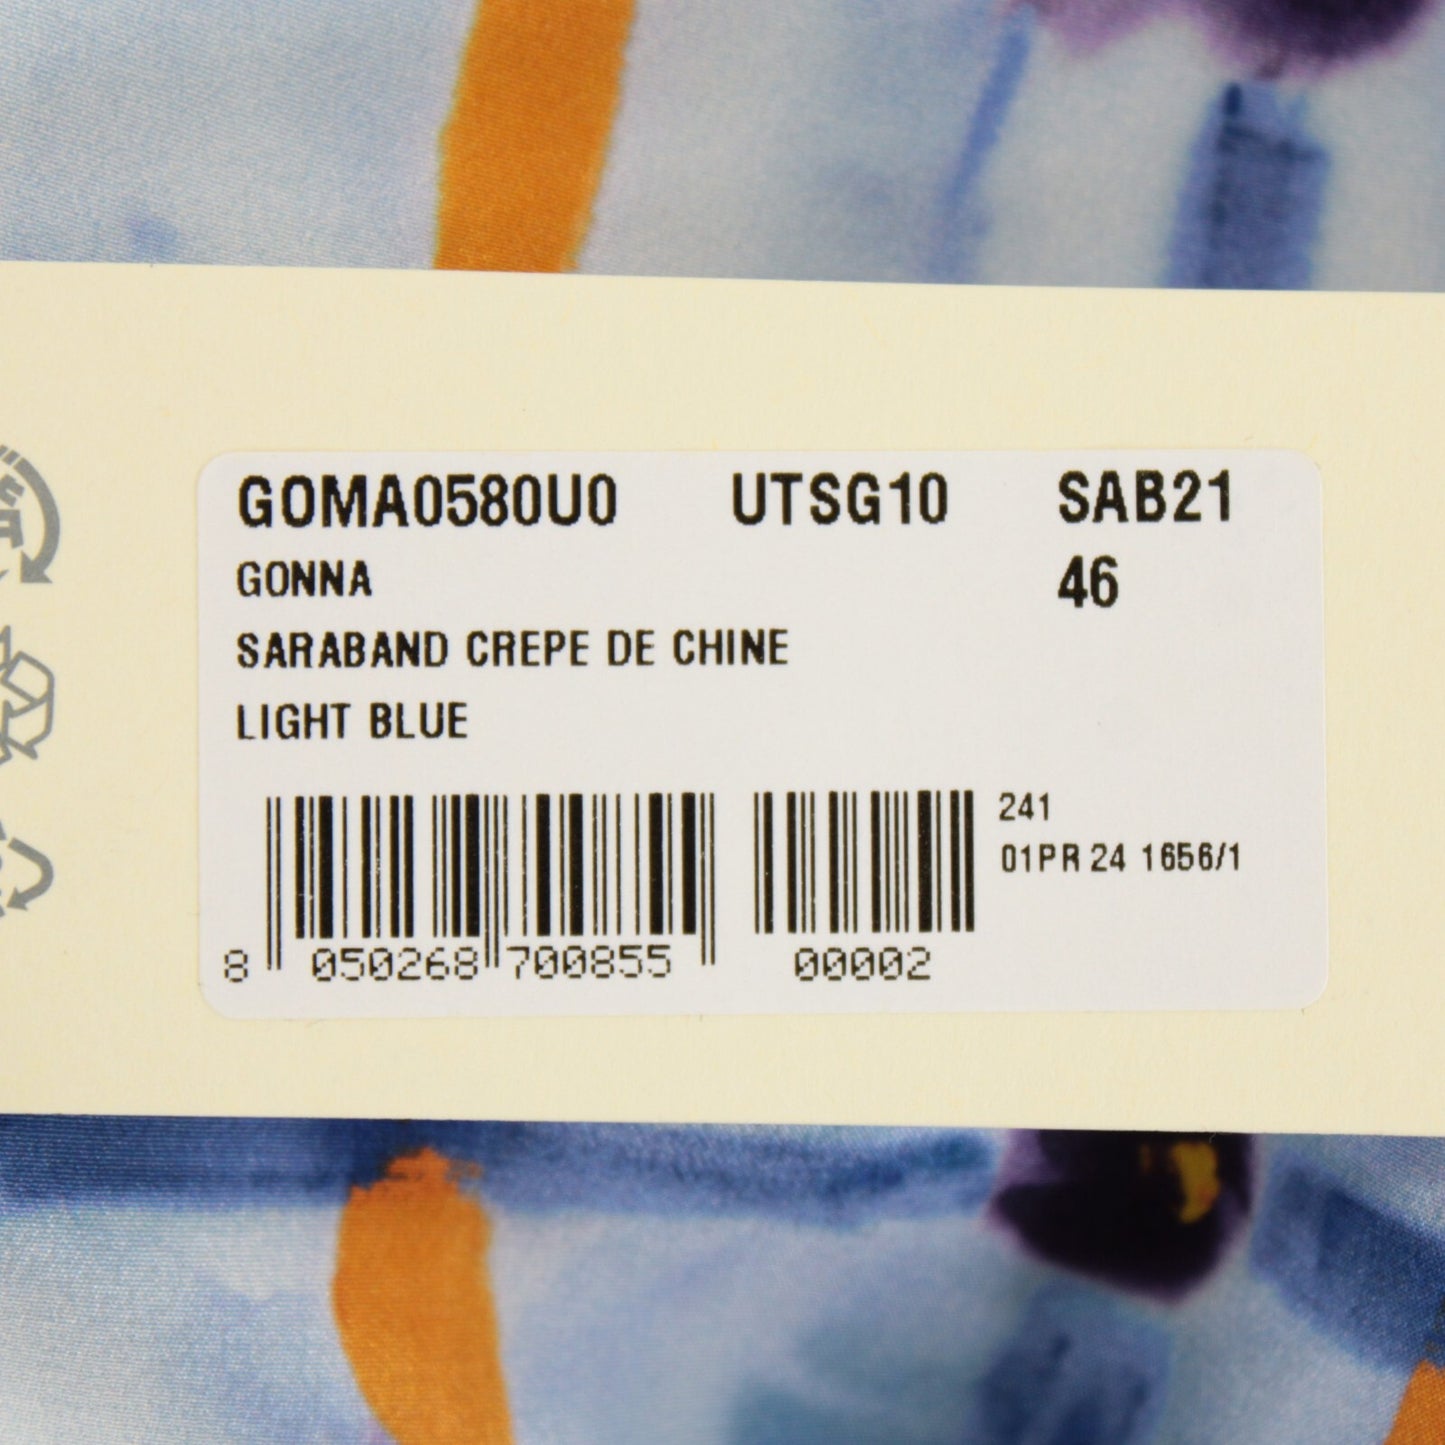 GOMA0580U0 UTSG10 SAB21
GONNA 46
SARABAND CREPE DE CHINE
LIGHT BLUE
241
01PR 24 1656/1
8 050268 700855 00002